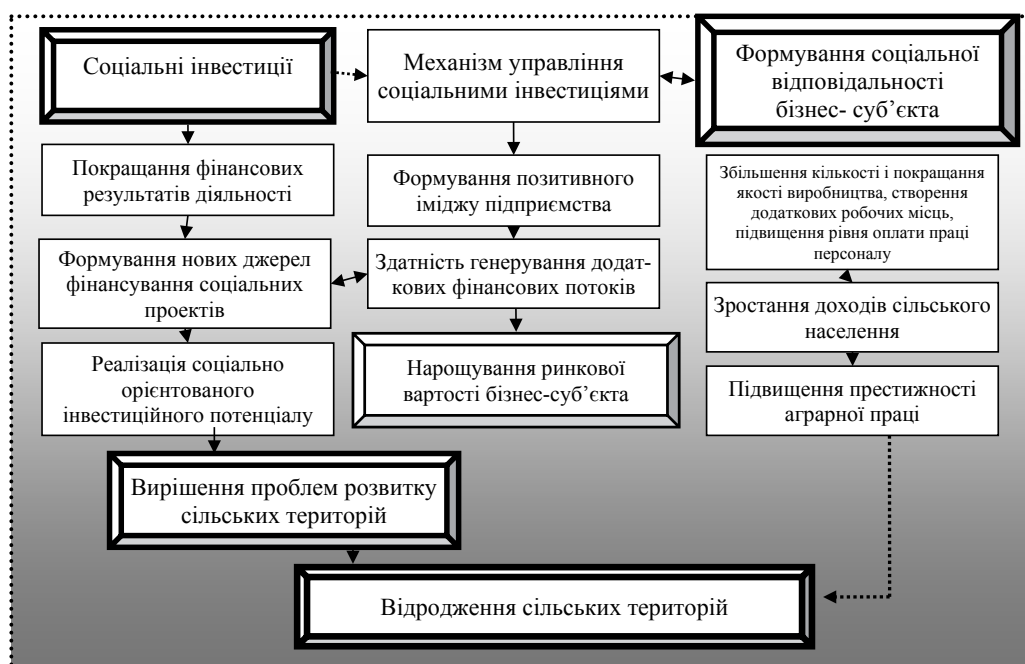 Соціальні інвестиції
Механізм управління
соціальними інвестиціями
Формування соціальної
відповідальності
бізнес- суб’єкта
Покращання фінансових
результатів діяльності
Формування позитивного
іміджу підприємства
Збільшення кількості і покращання
якості виробництва, створення
додаткових робочих місць,
підвищення рівня оплати праці
персоналу
Формування нових джерел
фінансування соціальних
проектів
Здатність генерування додат-
кових фінансових потоків
Зростання доходів сільського
населення
Реалізація соціально
орієнтованого
інвестиційного потенціалу
Нарощування ринкової
вартості бізнес-суб’єкта
Підвищення престижності
аграрної праці
Вирішення проблем розвитку
сільських територій
Відродження сільських територій